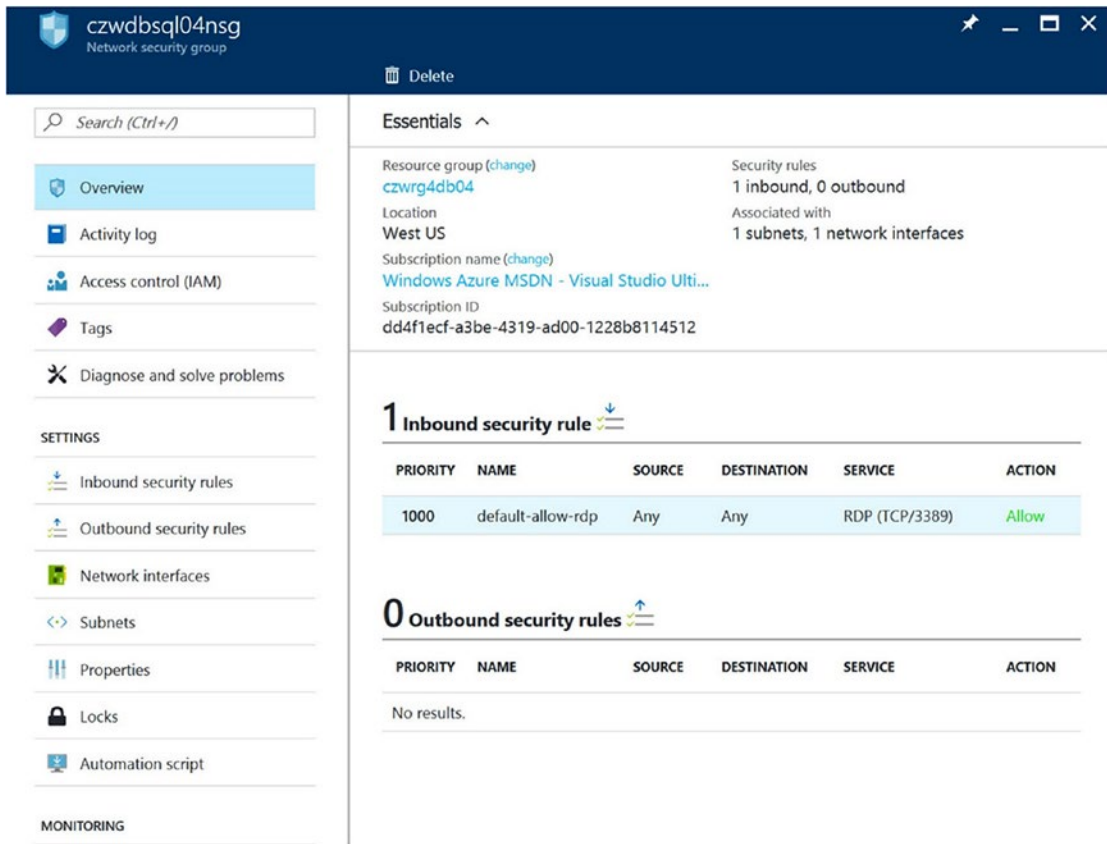 czwdbsql04nsg
Network security group
Delete
Search (Ctrl+/)
Overview
Activity log
Access control (IAM)
Tags
Diagnose and solve problems
SETTINGS
Inbound security rules
Outbound security rules
Network interfaces
Subnets
Properties
Locks
Automation script
MONITORING
Essentials
Resource group (change)
czwrg4db04
Location
West US
Subscription name (change)
Windows Azure MSDN - Visual Studio Ulti...
Subscription ID
dd4f1ecf-a3be-4319-ad00-1228b8114512
Security rules
1 inbound, 0 outbound
Associated with
1 subnets, 1 network interfaces
1 Inbound security rule
PRIORITY NAME SOURCE DESTINATION SERVICE ACTION
1000 default-allow-rdp Any Any RDP (TCP/3389) Allow
0 Outbound security rules
PRIORITY NAME SOURCE DESTINATION SERVICE ACTION
No results.